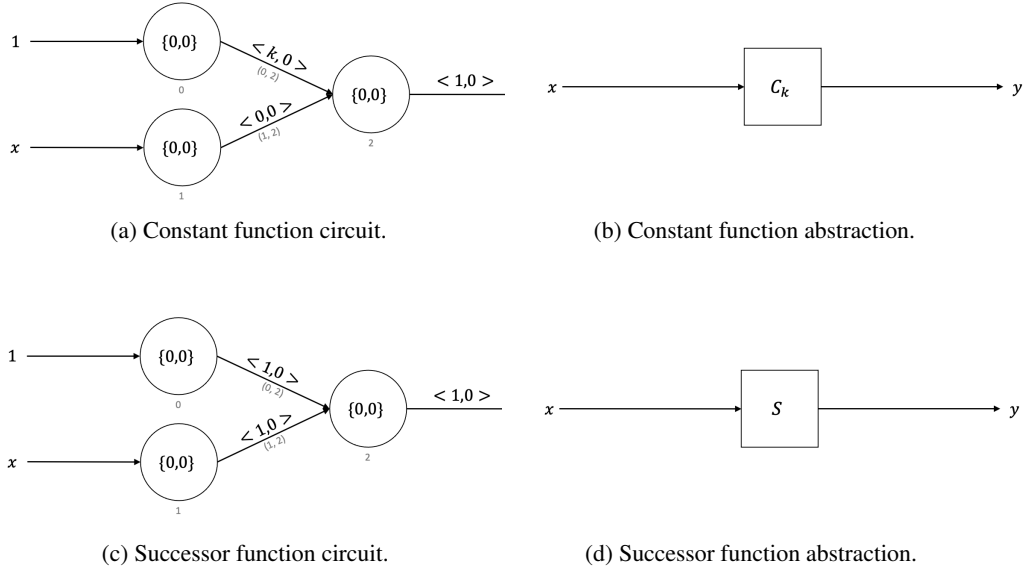 1
{0,0}
0
< k, 0 >
(0, 2)
x
{0,0}
1
< 0,0 >
(1, 2)
{0,0}
2
< 1,0 >
(a) Constant function circuit.
x
C_k
y
(b) Constant function abstraction.
1
{0,0}
0
< 1,0 >
(0, 2)
x
{0,0}
1
< 1,0 >
(1, 2)
{0,0}
2
< 1,0 >
(c) Successor function circuit.
x
S
y
(d) Successor function abstraction.